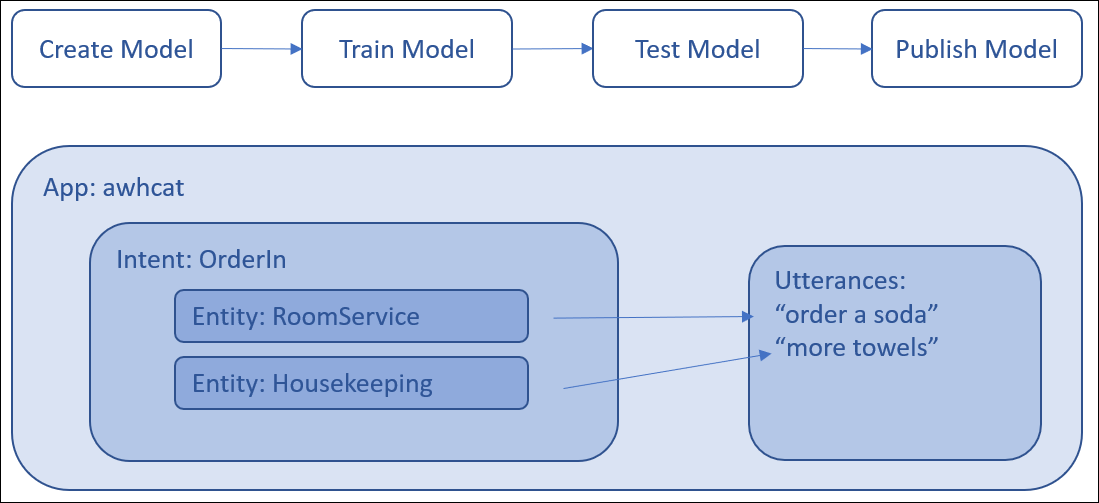 Create Model
Train Model
Test Model
Publish Model
App: awhcat
Intent: OrderIn
Entity: RoomService
Entity: Housekeeping
Utterances:
“order a soda”
“more towels”